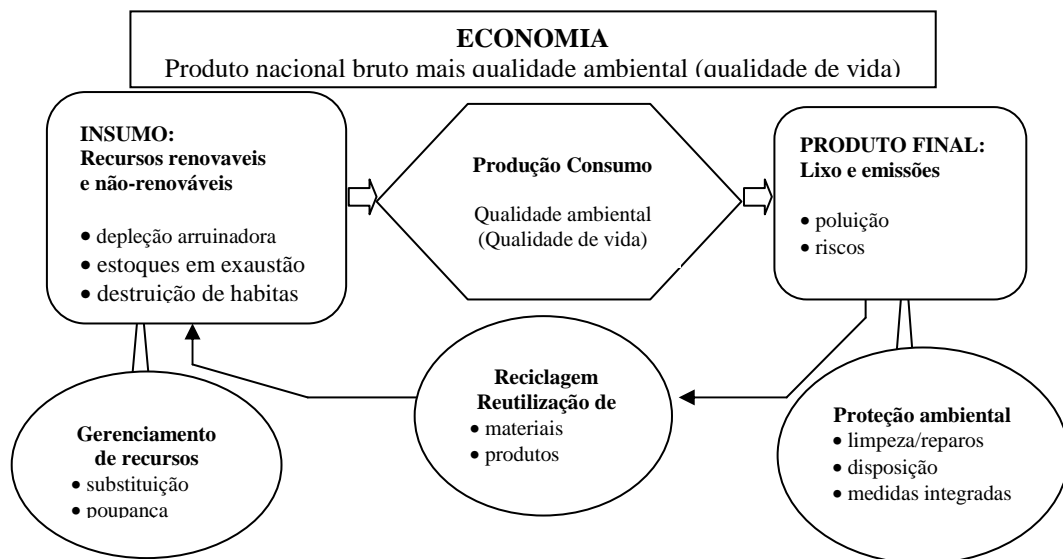 ECONOMIA
Produto nacional bruto mais qualidade ambiental (qualidade de vida)
INSUMO:
Recursos renovaveis
e não-renováveis
• depleção arruinadora
• estoques em exaustão
• destruição de habitas
Produção Consumo
Qualidade ambiental
(Qualidade de vida)
PRODUTO FINAL:
Lixo e emissões
• poluição
• riscos
Gerenciamento
de recursos
• substituição
• poupança
Reciclagem
Reutilização de
• materiais
• produtos
Proteção ambiental
• limpeza/reparos
• disposição
• medidas integradas